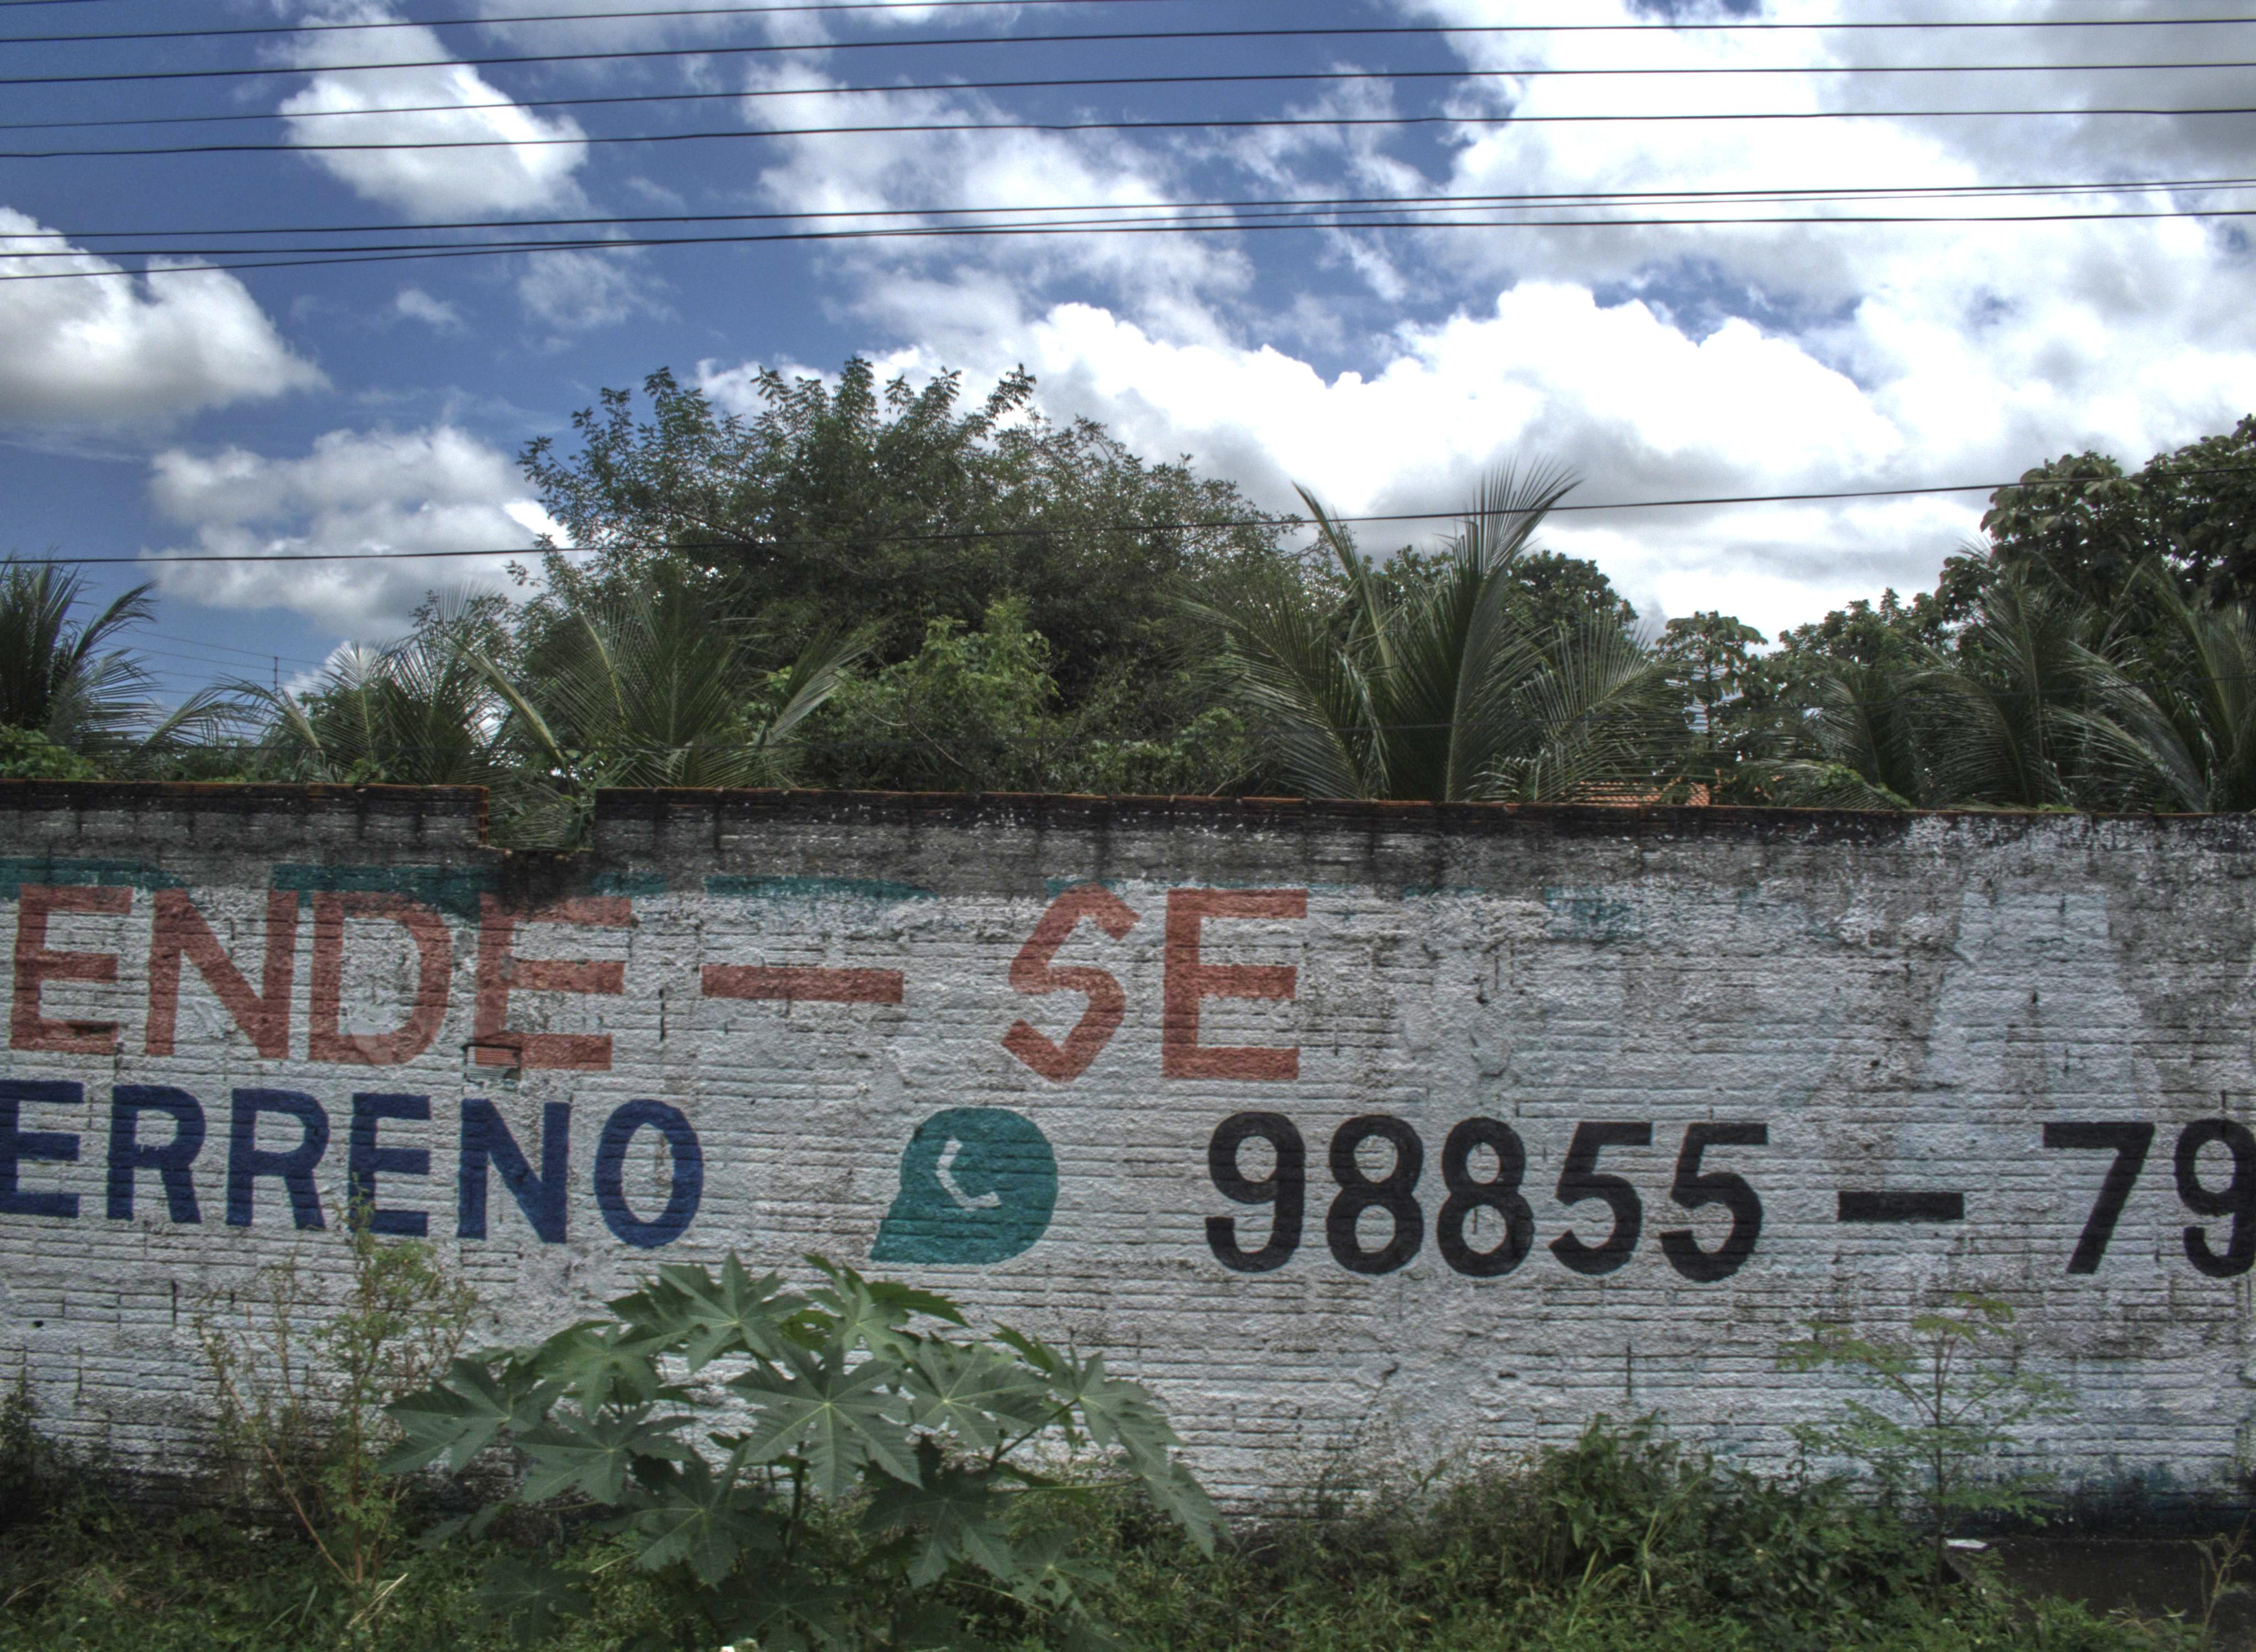 ENDE - SE
ERRENO 98855-79